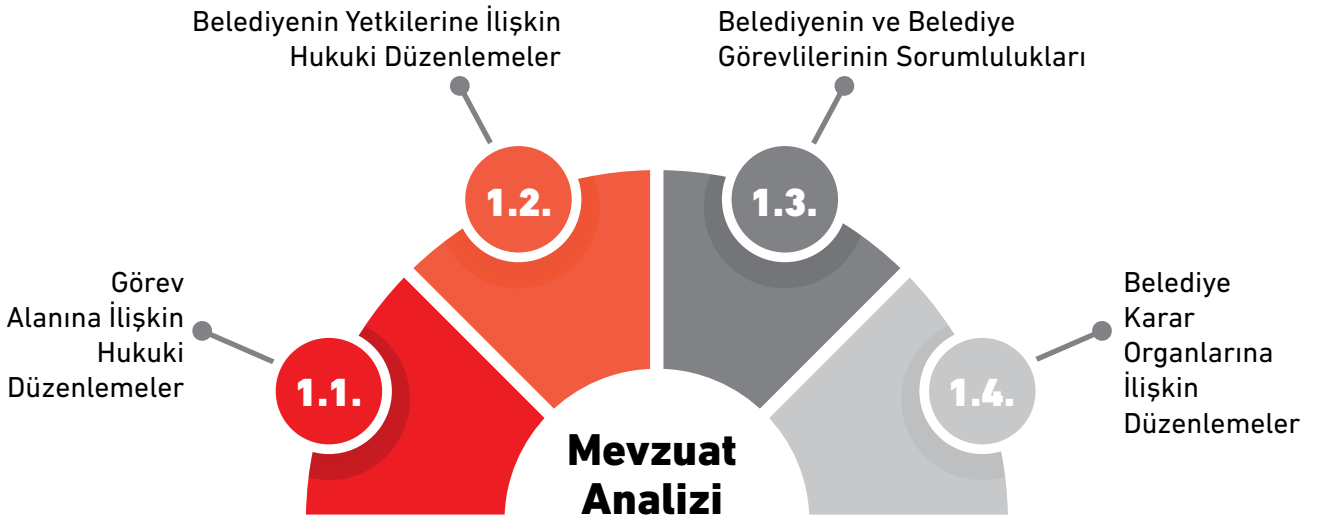 Belediyenin Yetkilerine İlişkin
Hukuki Düzenlemeler
Belediyenin ve Belediye
Görevlilerinin Sorumlulukları
1.2.
1.3.
Görev
Alanına İlişkin
Hukuki
Düzenlemeler
1.1.
Belediye
Karar
Organlarına
İlişkin
Düzenlemeler
1.4.
Mevzuat
Analizi